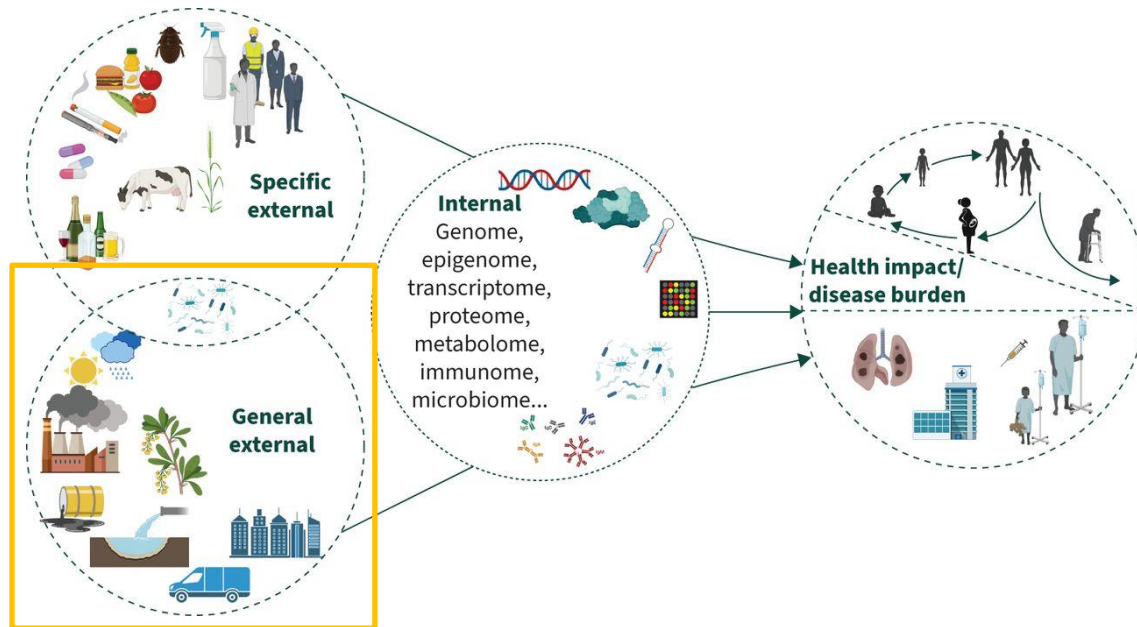 Specific
external
Internal
Genome,
epigenome,
transcriptome,
proteome,
metabolome,
immunome,
microbiome...
Health impact/
disease burden
General
external